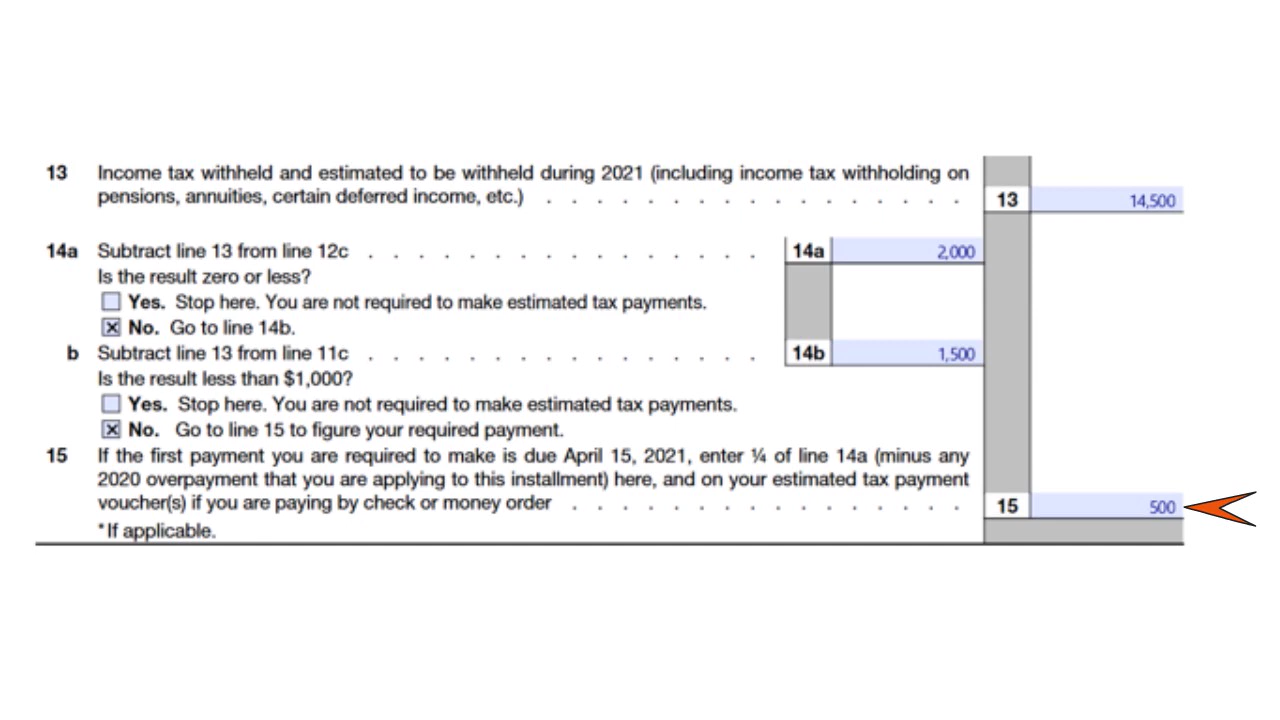 13 Income tax withheld and estimated to be withheld during 2021 (including income tax withholding on
pensions, annuities, certain deferred income, etc.) . . . . . . . . . . . . . . . . . 13 14,500
14a Subtract line 13 from line 12c . . . . . . . . . . . . . . . . 14a 2,000
Is the result zero or less?
Yes. Stop here. You are not required to make estimated tax payments.
☒ No. Go to line 14b.
b Subtract line 13 from line 11c . . . . . . . . . . . . . . . . 14b 1,500
Is the result less than $1,000?
Yes. Stop here. You are not required to make estimated tax payments.
☒ No. Go to line 15 to figure your required payment.
15 If the first payment you are required to make is due April 15, 2021, enter ¼ of line 14a (minus any
2020 overpayment that you are applying to this installment) here, and on your estimated tax payment
voucher(s) if you are paying by check or money order . . . . . . . . . . . . . . . . 15 500
*If applicable.